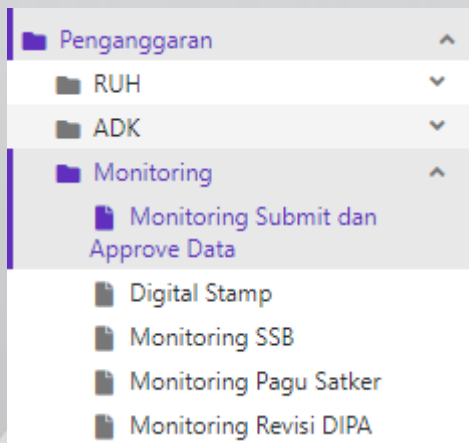 Penganggaran
RUH
ADK
Monitoring
Monitoring Submit dan
Approve Data
Digital Stamp
Monitoring SSB
Monitoring Pagu Satker
Monitoring Revisi DIPA